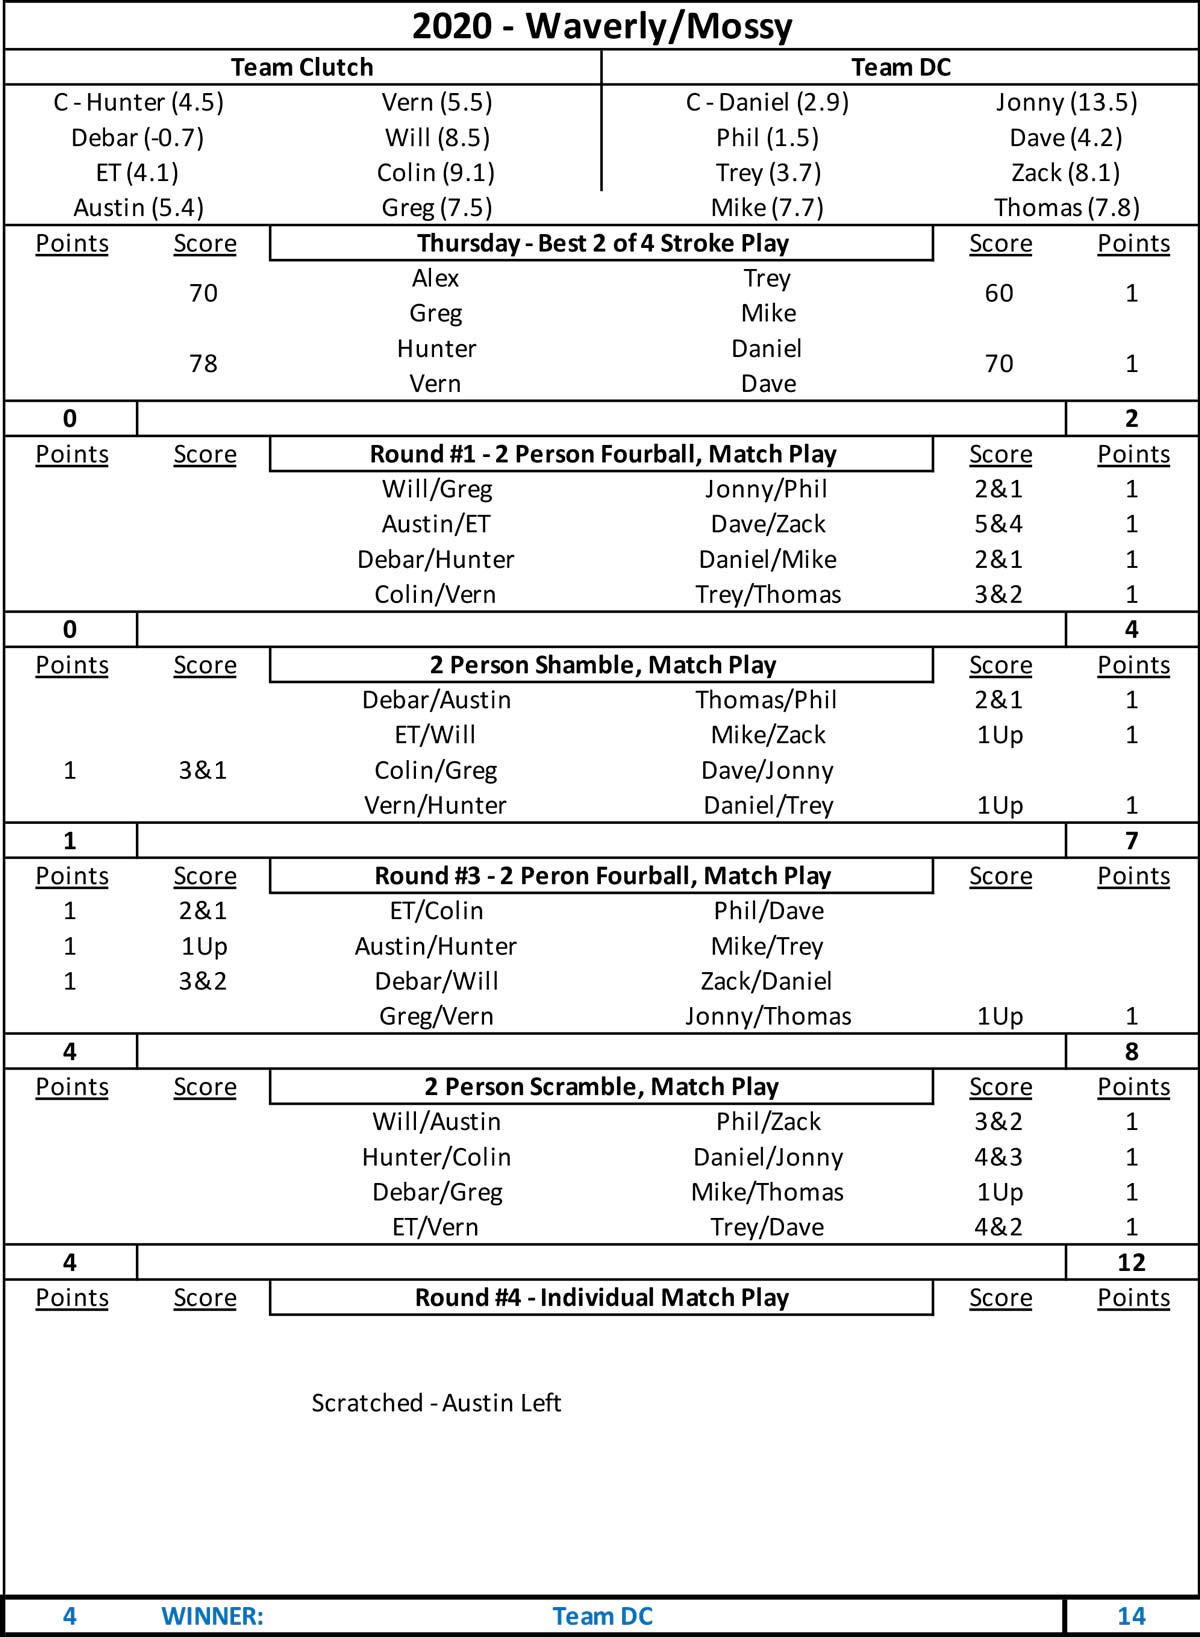 2020 - Waverly/Mossy
Team Clutch Team DC
C - Hunter (4.5) Vern (5.5) C - Daniel (2.9) Jonny (13.5)
Debar (-0.7) Will (8.5) Phil (1.5) Dave (4.2)
ET (4.1) Colin (9.1) Trey (3.7) Zack (8.1)
Austin (5.4) Greg (7.5) Mike (7.7) Thomas (7.8)
Points Score Thursday - Best 2 of 4 Stroke Play Score Points
Alex Trey
70 60 1
Greg Mike
Hunter Daniel
78 70 1
Vern Dave
0 2
Points Score Round #1 - 2 Person Fourball, Match Play Score Points
Will/Greg Jonny/Phil 2&1 1
Austin/ET Dave/Zack 5&4 1
Debar/Hunter Daniel/Mike 2&1 1
Colin/Vern Trey/Thomas 3&2 1
0 4
Points Score 2 Person Shamble, Match Play Score Points
Debar/Austin Thomas/Phil 2&1 1
ET/Will Mike/Zack 1Up 1
1 3&1 Colin/Greg Dave/Jonny
Vern/Hunter Daniel/Trey 1Up 1
1 7
Points Score Round #3 - 2 Peron Fourball, Match Play Score Points
1 2&1 ET/Colin Phil/Dave
1 1Up Austin/Hunter Mike/Trey
1 3&2 Debar/Will Zack/Daniel
Greg/Vern Jonny/Thomas 1Up 1
4 8
Points Score 2 Person Scramble, Match Play Score Points
Will/Austin Phil/Zack 3&2 1
Hunter/Colin Daniel/Jonny 4&3 1
Debar/Greg Mike/Thomas 1Up 1
ET/Vern Trey/Dave 4&2 1
4 12
Points Score Round #4 - Individual Match Play Score Points
Scratched - Austin Left
4 WINNER: Team DC 14